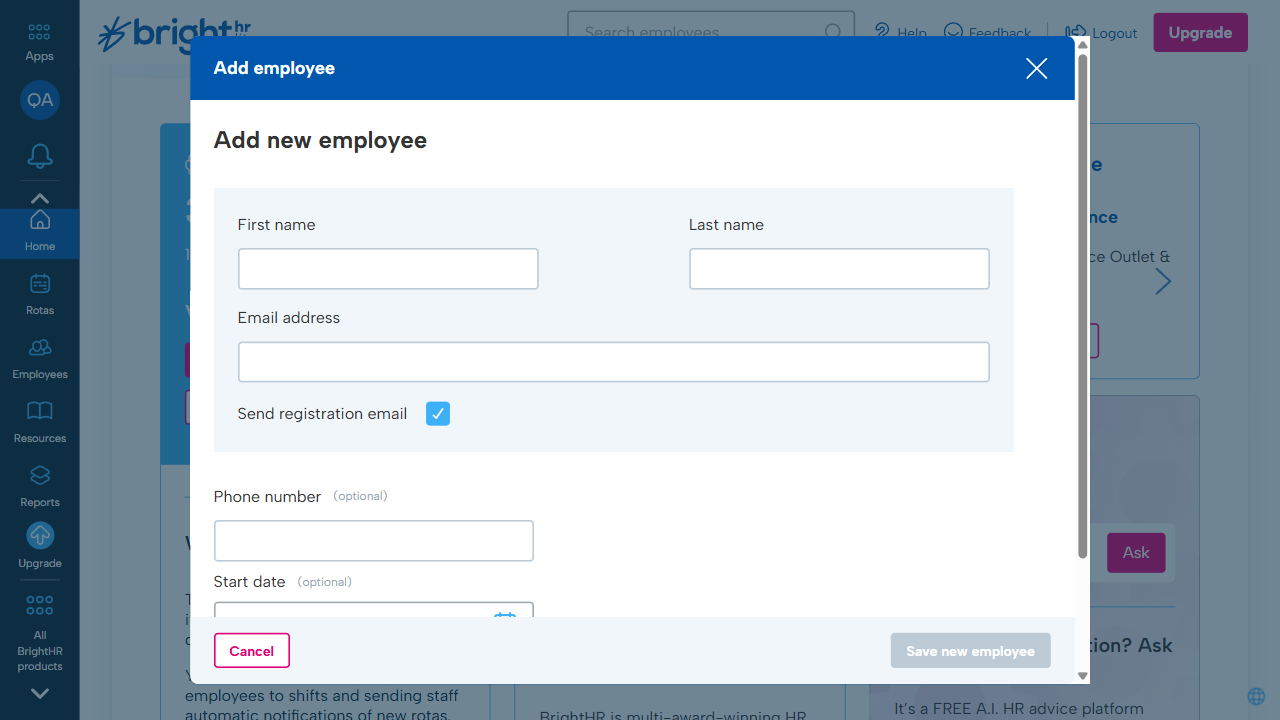 brighthr
Search employees
Help
Feedback
Logout
Upgrade
Apps
QA
Home
Rotas
Employees
Resources
Reports
Upgrade
All
BrightHR
products
Add employee
Add new employee
First name
Last name
Email address
Send registration email
Phone number (optional)
Start date (optional)
Cancel
Save new employee
ce Outlet &
Ask
tion? Ask
employees to shifts and sending staff
automatic notifications of new rotas.
BrightHR is multi-award-winning HR
It's a FREE A.I. HR advice platform